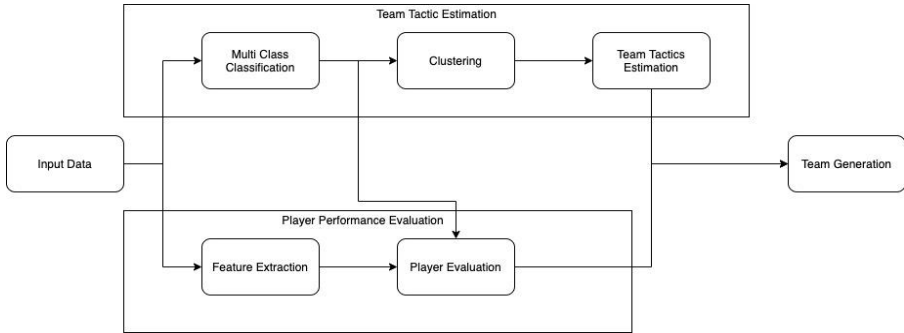 Team Tactic Estimation
Multi Class
Classification
Clustering
Team Tactics
Estimation
Input Data
Team Generation
Player Performance Evaluation
Feature Extraction
Player Evaluation